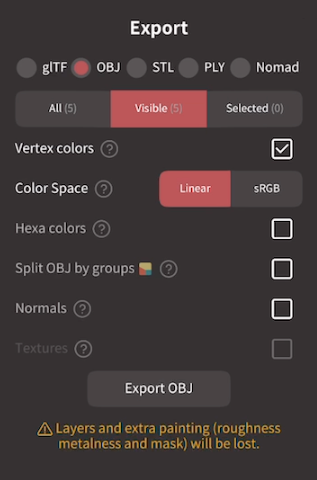 Export
glTF OBJ STL PLY Nomad
All (5) Visible (5) Selected (0)
Vertex colors ?
Color Space ? Linear sRGB
Hexa colors ?
Split OBJ by groups ?
Normals ?
Textures ?
Export OBJ
Layers and extra painting (roughness
metalness and mask) will be lost.